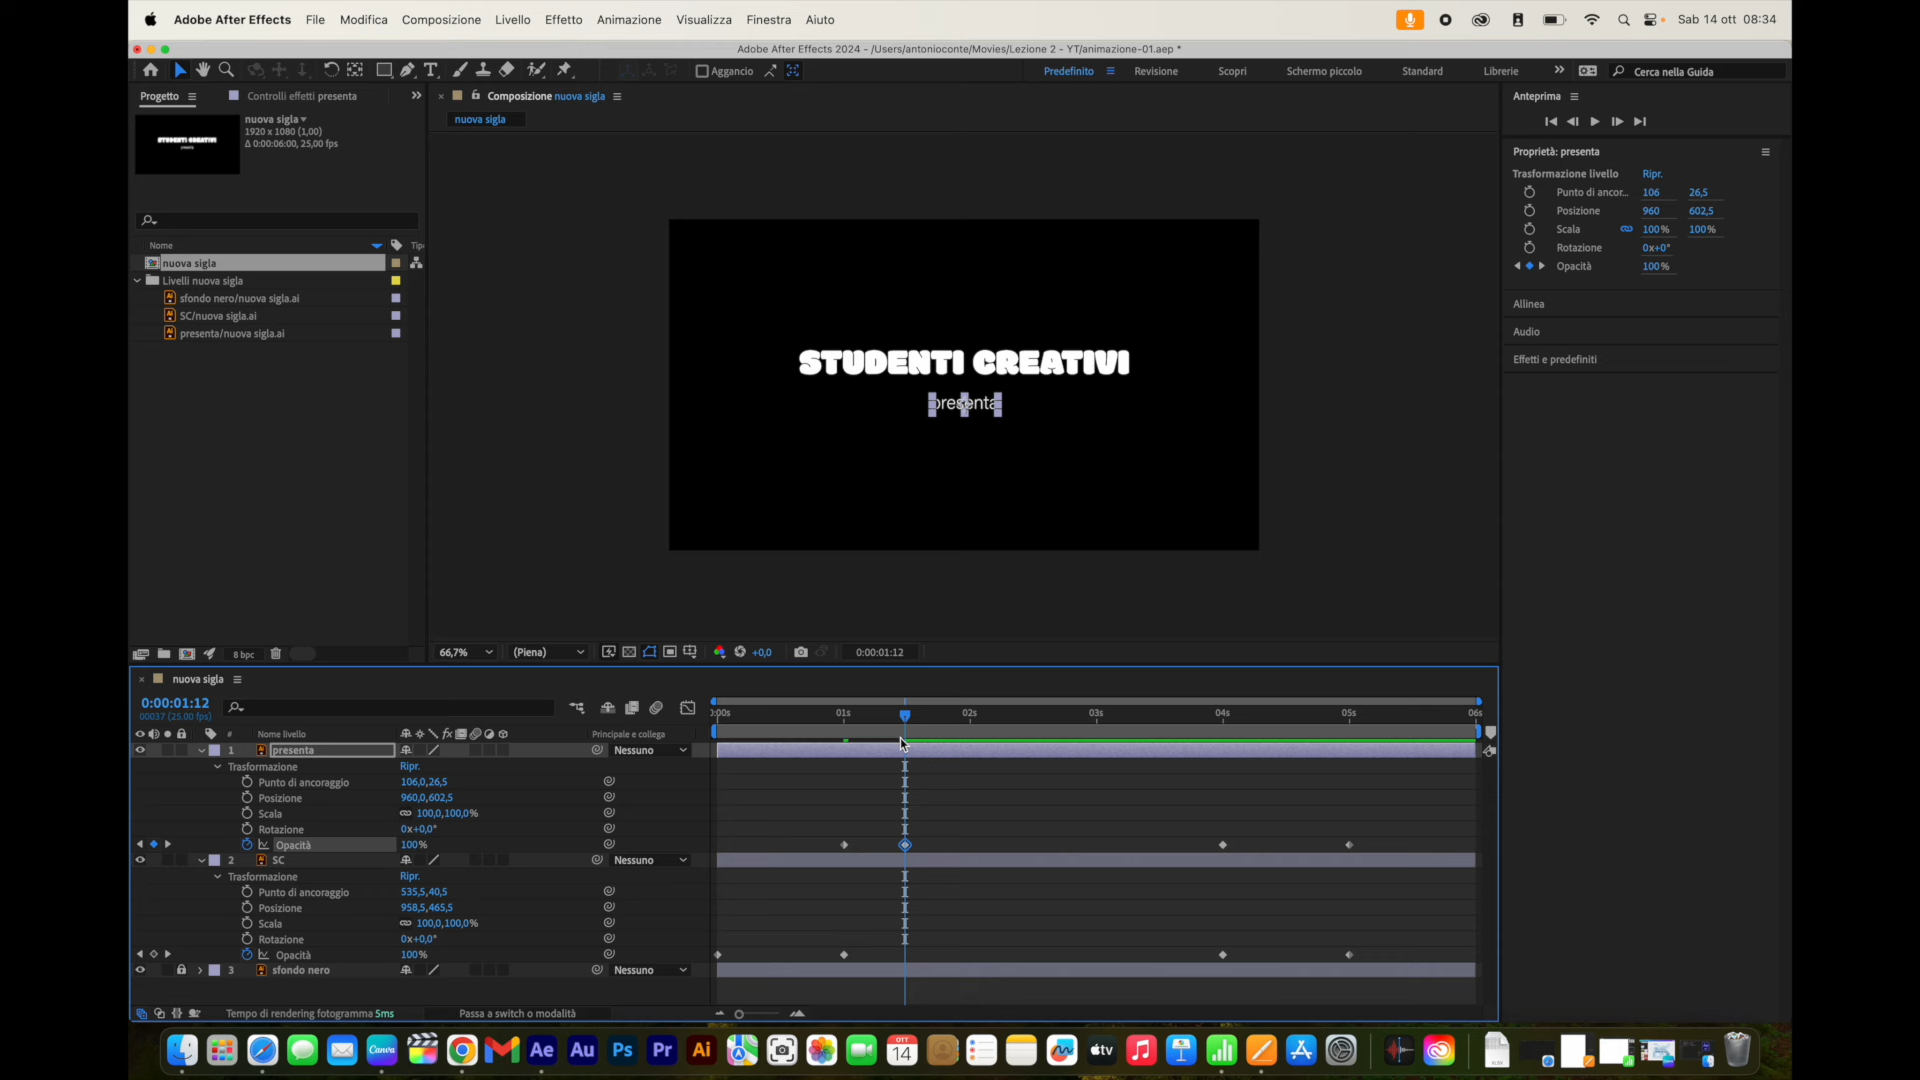 Adobe After Effects File Modifica Composizione Livello Effetto Animazione Visualizza Finestra Aiuto Sab 14 ott 08:34
Adobe After Effects 2024 - /Users/antonioconte/Movies/Lezione 2 - YT/animazione-01.aep *
Aggancio Predefinito Revisione Scopri Schermo piccolo Standard Librerie Cerca nella Guida
Progetto Controlli effetti presenta
nuova sigla
1920 x 1080 (1,00)
Δ 0:00:06:00, 25,00 fps
Nome
nuova sigla
Livelli nuova sigla
sfondo nero/nuova sigla.ai
SC/nuova sigla.ai
presenta/nuova sigla.ai
8 bpc
Composizione nuova sigla
nuova sigla
STUDENTI CREATIVI
presenta
66,7% (Piena) +0,0 0:00:01:12
Anteprima
Proprietà: presenta
Trasformazione livello Ripr.
Punto di ancor... 106 26,5
Posizione 960 602,5
Scala 100% 100%
Rotazione 0x+0°
Opacità 100%
Allinea
Audio
Effetti e predefiniti
nuova sigla
0:00:01:12
00037 (25.00 fps)
:00s 01s 02s 03s 04s 05s 06s
# Nome livello fx Principale e collega
1 presenta Nessuno
Trasformazione Ripr.
Punto di ancoraggio 106,0,26,5
Posizione 960,0,602,5
Scala 100,0,100,0%
Rotazione 0x+0,0°
Opacità 100%
2 SC Nessuno
Trasformazione Ripr.
Punto di ancoraggio 535,5,40,5
Posizione 958,5,465,5
Scala 100,0,100,0%
Rotazione 0x+0,0°
Opacità 100%
3 sfondo nero Nessuno
Tempo di rendering fotogramma 5ms Passa a switch o modalità
Canva Ae Au Ps Pr Ai OTT 14 tv